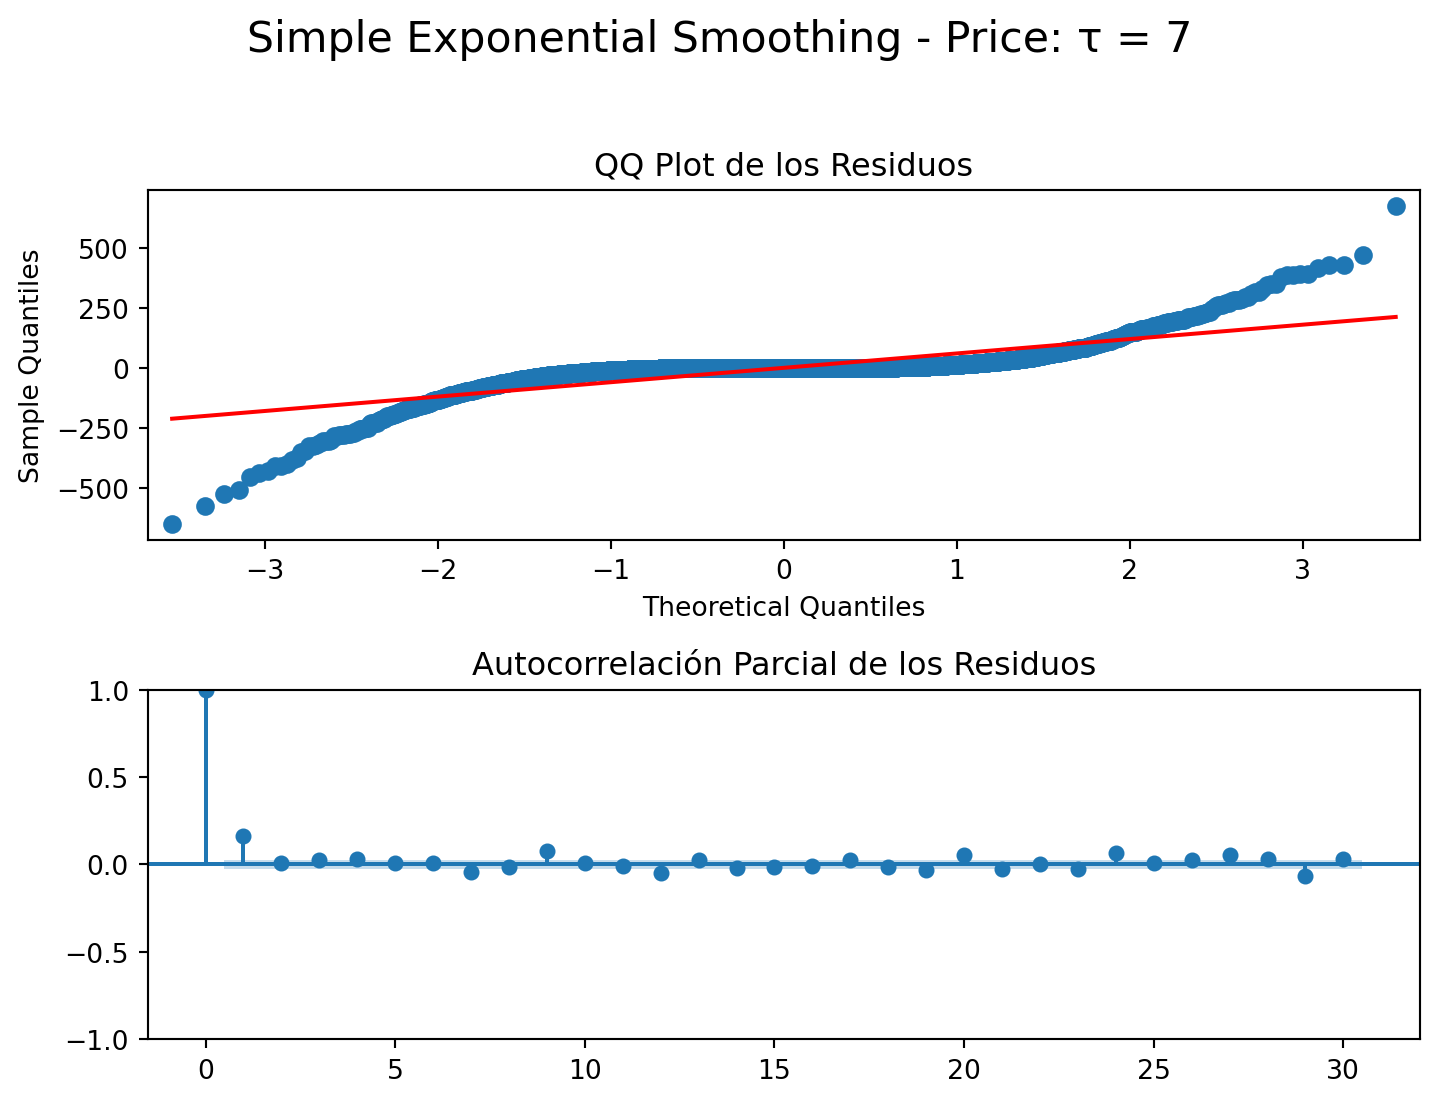 Simple Exponential Smoothing - Price: τ = 7
QQ Plot de los Residuos
Sample Quantiles
500
250
0
−250
−500
−3 −2 −1 0 1 2 3
Theoretical Quantiles
Autocorrelación Parcial de los Residuos
1.0
0.5
0.0
−0.5
−1.0
0 5 10 15 20 25 30